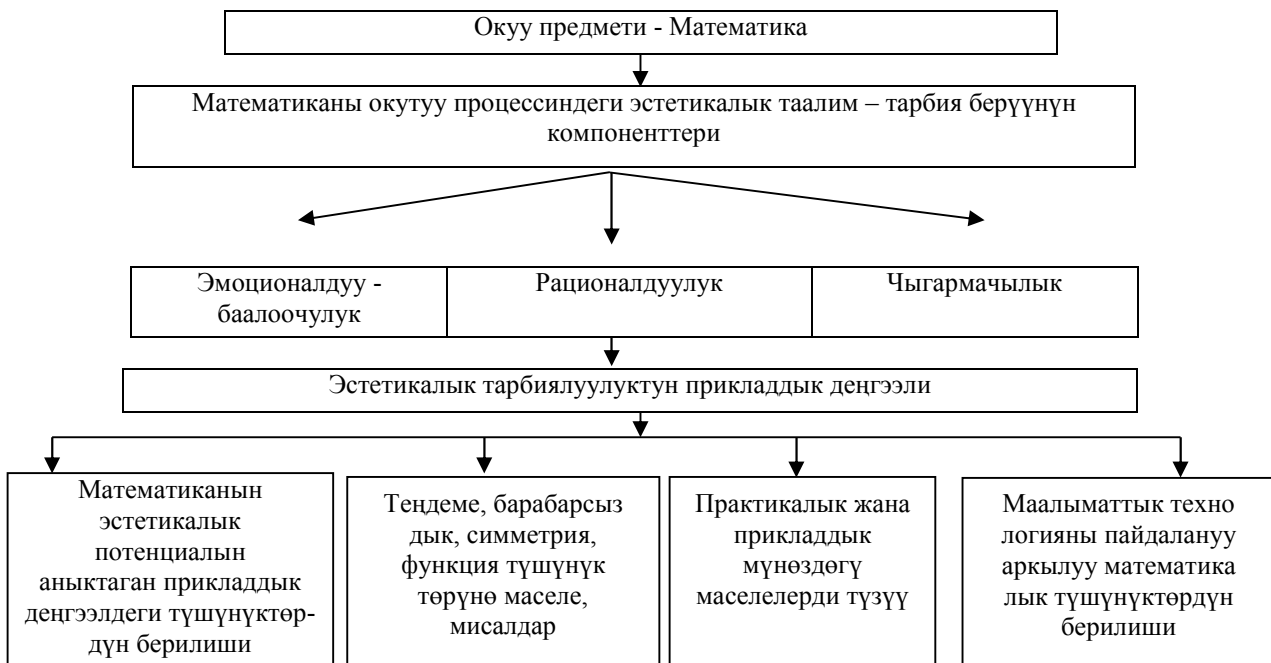 Окуу предмети - Математика
Математиканы окутуу процессиндеги эстетикалык таалим – тарбия берүүнүн
компоненттери
Эмоционалдуу -
баалоочулук
Рационалдуулук
Чыгармачылык
Эстетикалык тарбиялуулуктун прикладдык деңгээли
Математиканын
эстетикалык
потенциалын
аныктаган прикладдык
деңгээлдеги түшүнүктөр-
дүн берилиши
Теңдеме, барабарсыз
дык, симметрия,
функция түшүнүк
төрүнө маселе,
мисалдар
Практикалык жана
прикладдык
мүнөздөгү
маселелерди түзүү
Маалыматтык техно
логияны пайдалануу
аркылуу математика
лык түшүнүктөрдүн
берилиши